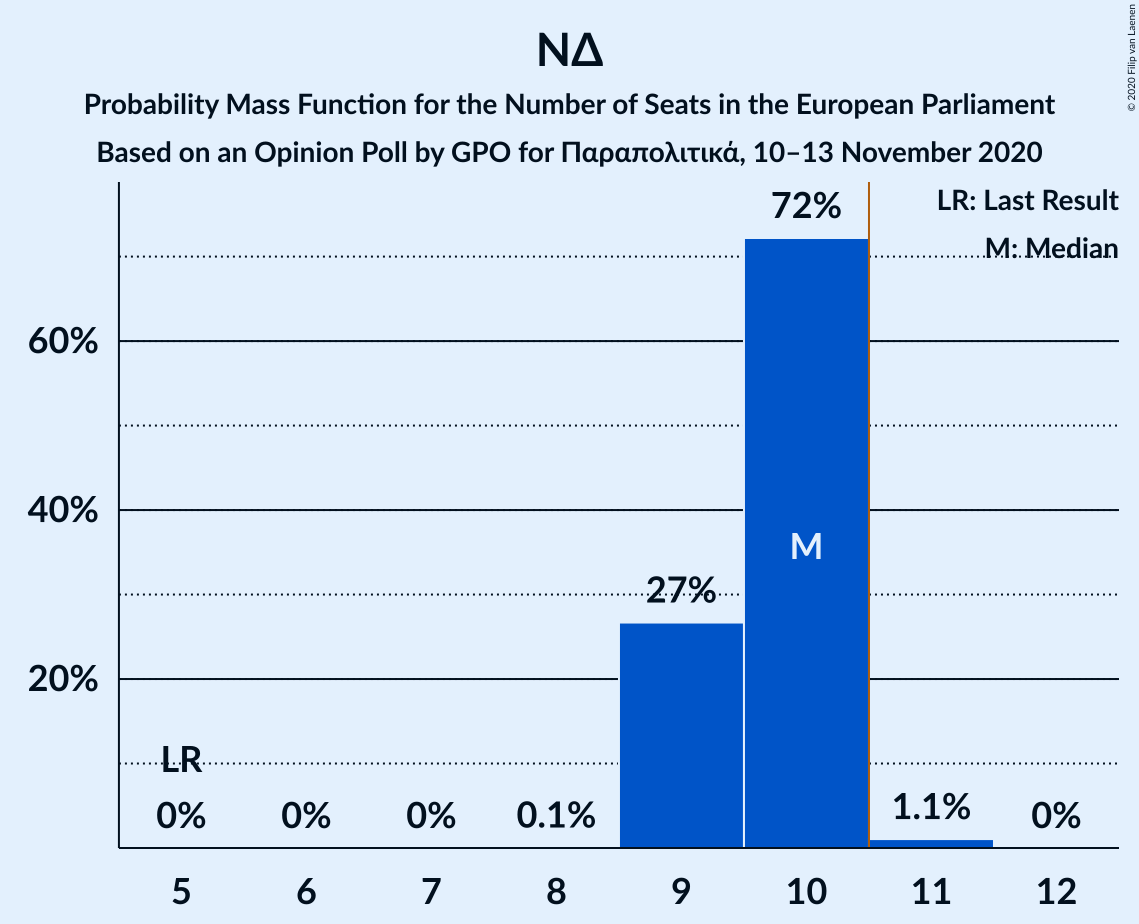 ΝΔ
Probability Mass Function for the Number of Seats in the European Parliament
Based on an Opinion Poll by GPO for Παραπολιτικά, 10–13 November 2020
© 2020 Filip van Laenen
LR: Last Result
M: Median
72%
60%
40%
M
27%
20%
LR
0% 0% 0% 0.1% 1.1% 0%
5 6 7 8 9 10 11 12